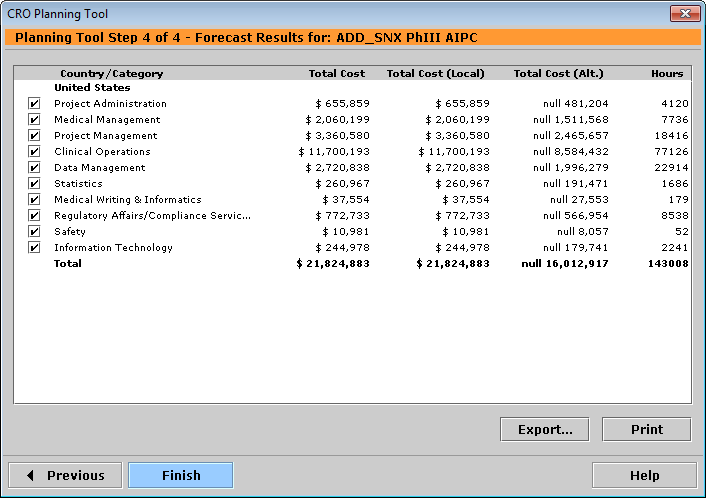 CRO Planning Tool
Planning Tool Step 4 of 4 - Forecast Results for: ADD_SNX PhIII AIPC
Country/Category Total Cost Total Cost (Local) Total Cost (Alt.) Hours
United States
Project Administration $ 655,859 $ 655,859 null 481,204 4120
Medical Management $ 2,060,199 $ 2,060,199 null 1,511,568 7736
Project Management $ 3,360,580 $ 3,360,580 null 2,465,657 18416
Clinical Operations $ 11,700,193 $ 11,700,193 null 8,584,432 77126
Data Management $ 2,720,838 $ 2,720,838 null 1,996,279 22914
Statistics $ 260,967 $ 260,967 null 191,471 1686
Medical Writing & Informatics $ 37,554 $ 37,554 null 27,553 179
Regulatory Affairs/Compliance Servic... $ 772,733 $ 772,733 null 566,954 8538
Safety $ 10,981 $ 10,981 null 8,057 52
Information Technology $ 244,978 $ 244,978 null 179,741 2241
Total $ 21,824,883 $ 21,824,883 null 16,012,917 143008
Export... Print
Previous Finish Help